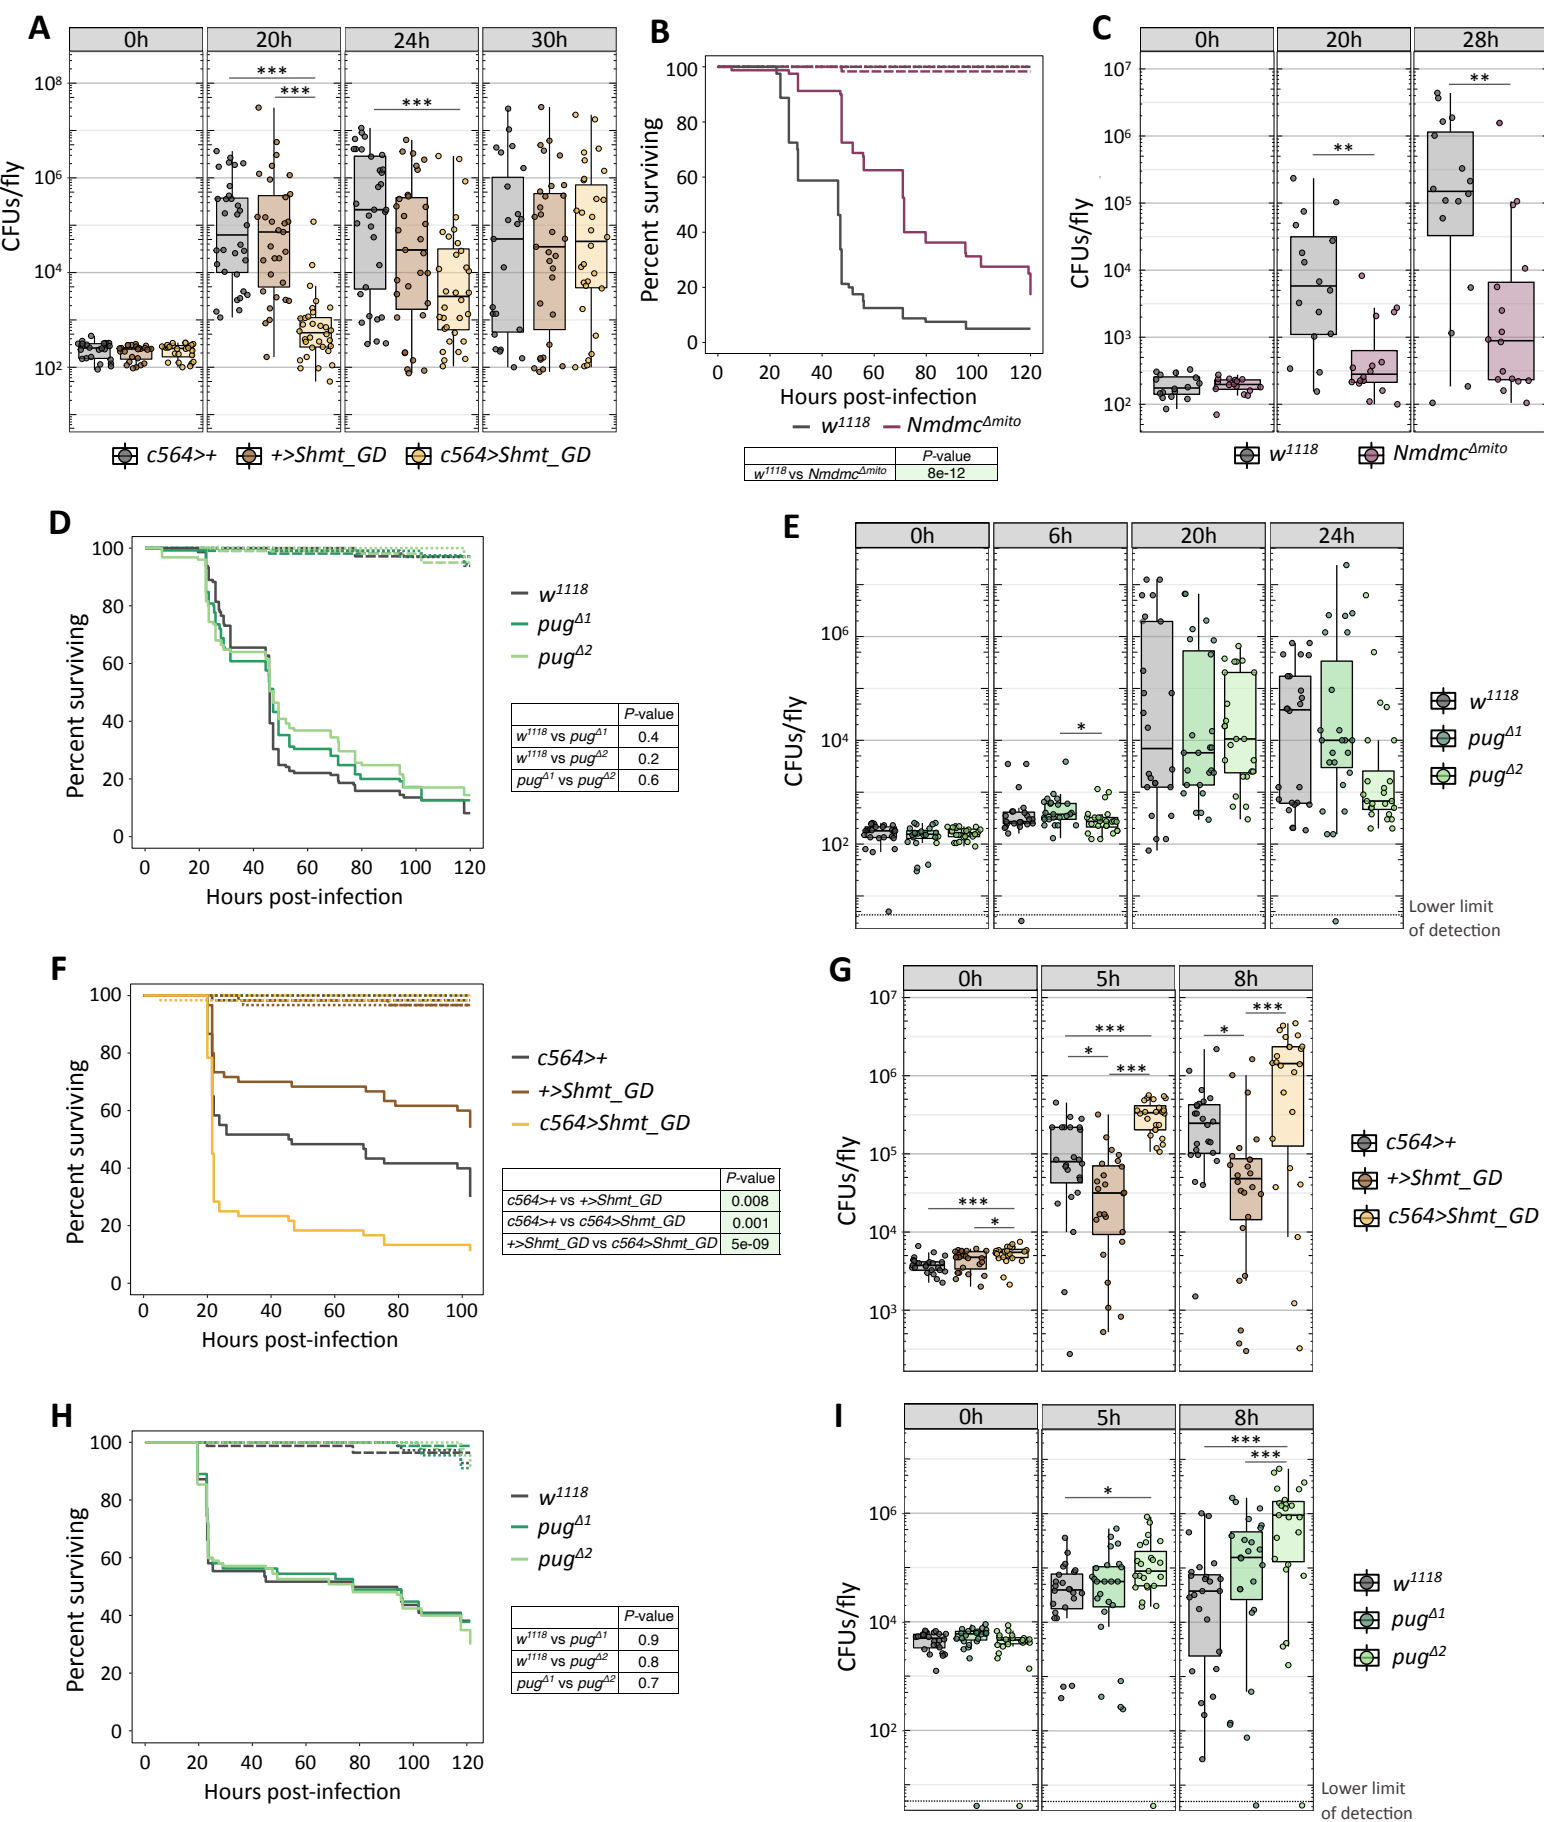 A
0h 20h 24h 30h
*** *** ***
10⁸
10⁶
10⁴
10²
CFUs/fly
c564>+ +>Shmt_GD c564>Shmt_GD
B
100
80
60
40
20
0
Percent surviving
0 20 40 60 80 100 120
Hours post-infection
w¹¹¹⁸ Nmdmc^Δmito
P-value
w¹¹¹⁸ vs Nmdmc^Δmito 8e-12
C
0h 20h 28h
** **
10⁷
10⁶
10⁵
10⁴
10³
10²
CFUs/fly
w¹¹¹⁸ Nmdmc^Δmito
D
100
80
60
40
20
0
Percent surviving
0 20 40 60 80 100 120
Hours post-infection
w¹¹¹⁸
pug^Δ1
pug^Δ2
P-value
w¹¹¹⁸ vs pug^Δ1 0.4
w¹¹¹⁸ vs pug^Δ2 0.2
pug^Δ1 vs pug^Δ2 0.6
E
0h 6h 20h 24h
*
10⁶
10⁴
10²
CFUs/fly
w¹¹¹⁸
pug^Δ1
pug^Δ2
Lower limit
of detection
F
100
80
60
40
20
0
Percent surviving
0 20 40 60 80 100
Hours post-infection
c564>+
+>Shmt_GD
c564>Shmt_GD
P-value
c564>+ vs +>Shmt_GD 0.008
c564>+ vs c564>Shmt_GD 0.001
+>Shmt_GD vs c564>Shmt_GD 5e-09
G
0h 5h 8h
*** * *** * *** * ***
10⁷
10⁶
10⁵
10⁴
10³
CFUs/fly
c564>+
+>Shmt_GD
c564>Shmt_GD
H
100
80
60
40
20
0
Percent surviving
0 20 40 60 80 100 120
Hours post-infection
w¹¹¹⁸
pug^Δ1
pug^Δ2
P-value
w¹¹¹⁸ vs pug^Δ1 0.9
w¹¹¹⁸ vs pug^Δ2 0.8
pug^Δ1 vs pug^Δ2 0.7
I
0h 5h 8h
* *** ***
10⁶
10⁴
10²
CFUs/fly
w¹¹¹⁸
pug^Δ1
pug^Δ2
Lower limit
of detection